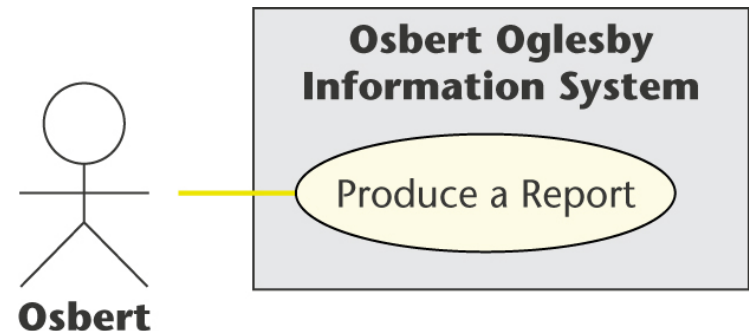 Osbert Oglesby
Information System
Produce a Report
Osbert